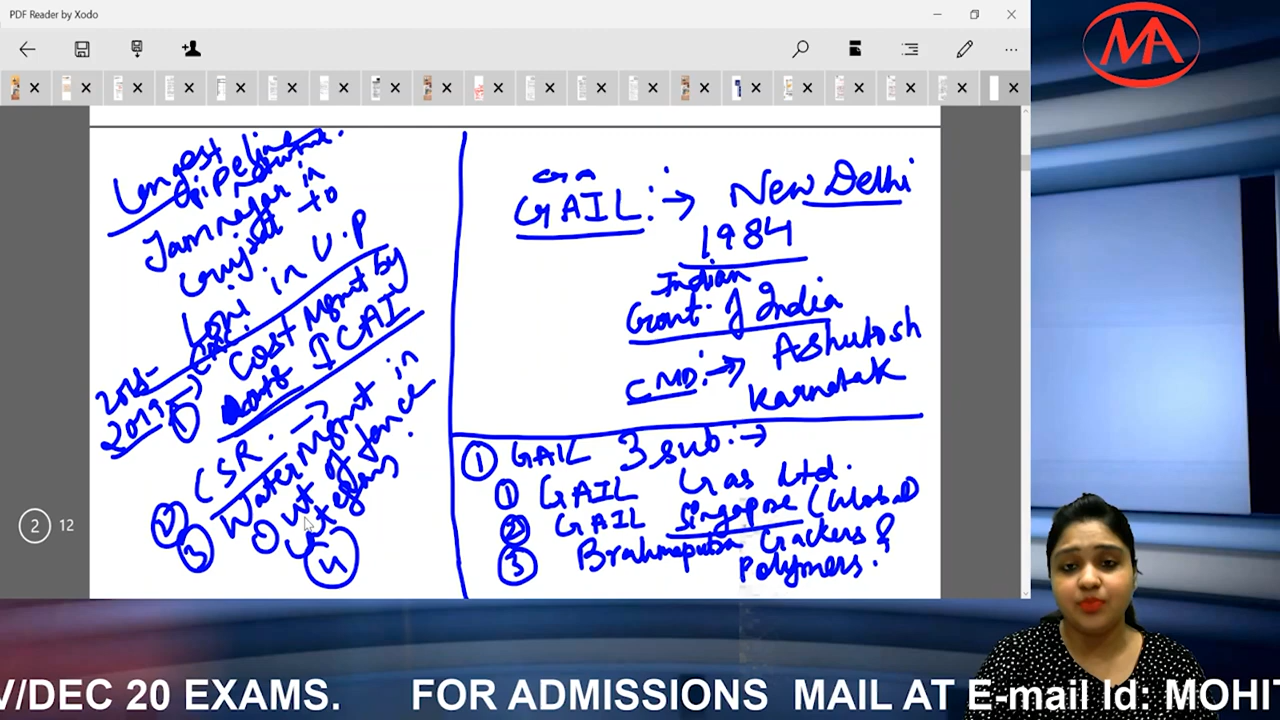 PDF Reader by Xodo
MA
2 12
Longest
Pipeline
network
Jamnagar in
Loni in U.P
2018-
2019
1
Cost Mgmt by
ICAI
2 CSR :→
3 Water Mgmt in
4
GAIL :→ New Delhi
1984
Indian
Govt. of India
CMD :→ Ashutosh
Karnatak
1 GAIL 3 sub :→
1 GAIL Gas Ltd.
2 GAIL Singapore (Global
3 Brahmaputra Crackers &
Polymers.
V/DEC 20 EXAMS. FOR ADMISSIONS MAIL AT E-mail Id: MOHIT